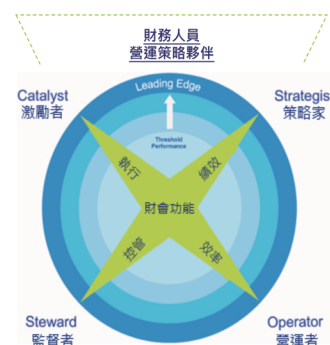 財務人員
營運策略夥伴
Leading Edge
Catalyst
激勵者
Strategis
策略家
Threshold
Performance
執行
績效
財會功能
控管
效率
Steward
監督者
Operator
營運者